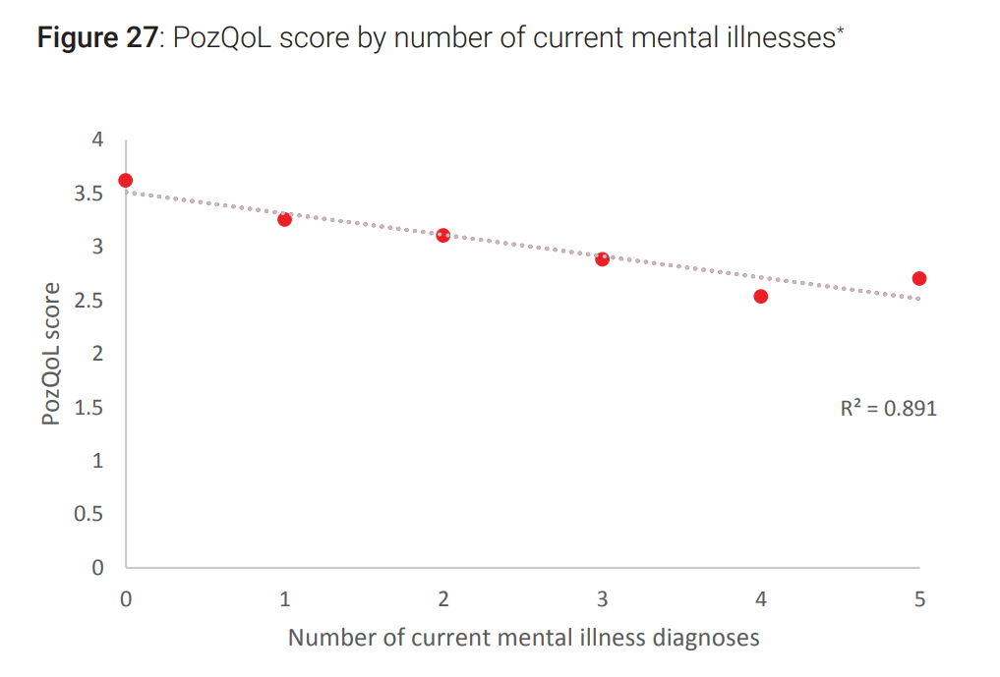 Figure 27: PozQoL score by number of current mental illnesses*
4
3.5
3
2.5
2
1.5
1
0.5
0
PozQoL score
R² = 0.891
0 1 2 3 4 5
Number of current mental illness diagnoses